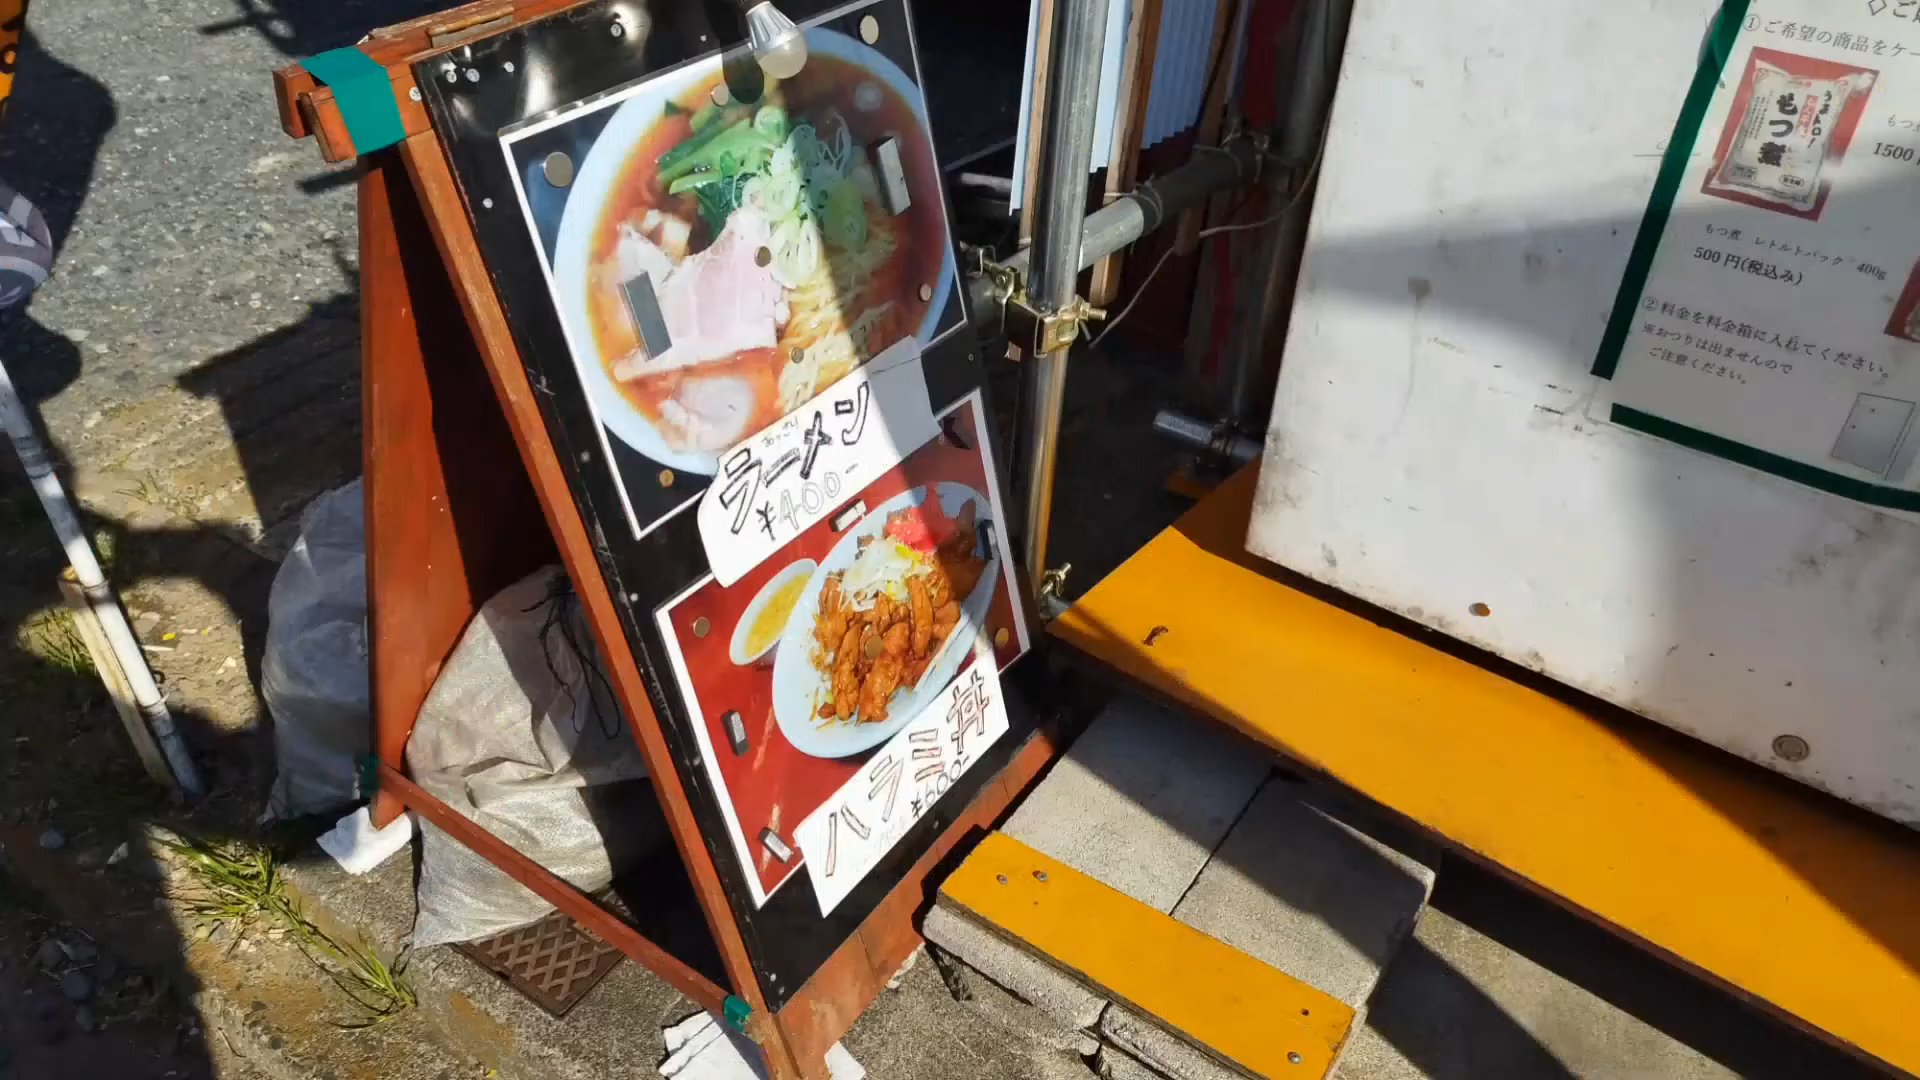 あっさり
ラーメン
¥400-
ハラミ丼
¥600-
①ご希望の商品をケー
もつ煮
もつ煮 レトルトパック 400g
500円(税込み)
1500
②料金を料金箱に入れてください。
※おつりは出ませんので
ご注意ください。